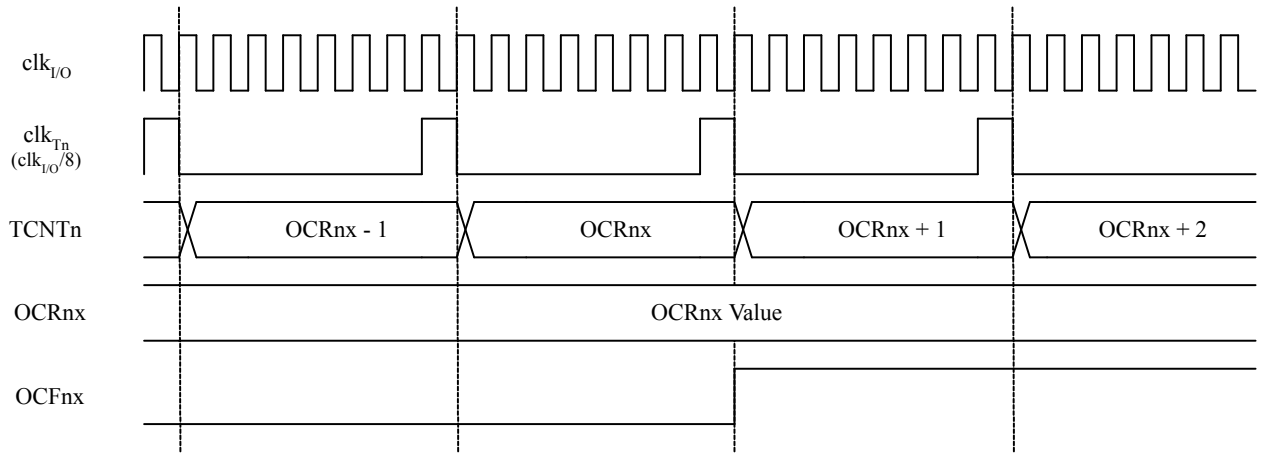 clkI/O
clkTn
(clkI/O/8)
TCNTn
OCRnx - 1
OCRnx
OCRnx + 1
OCRnx + 2
OCRnx
OCRnx Value
OCFnx